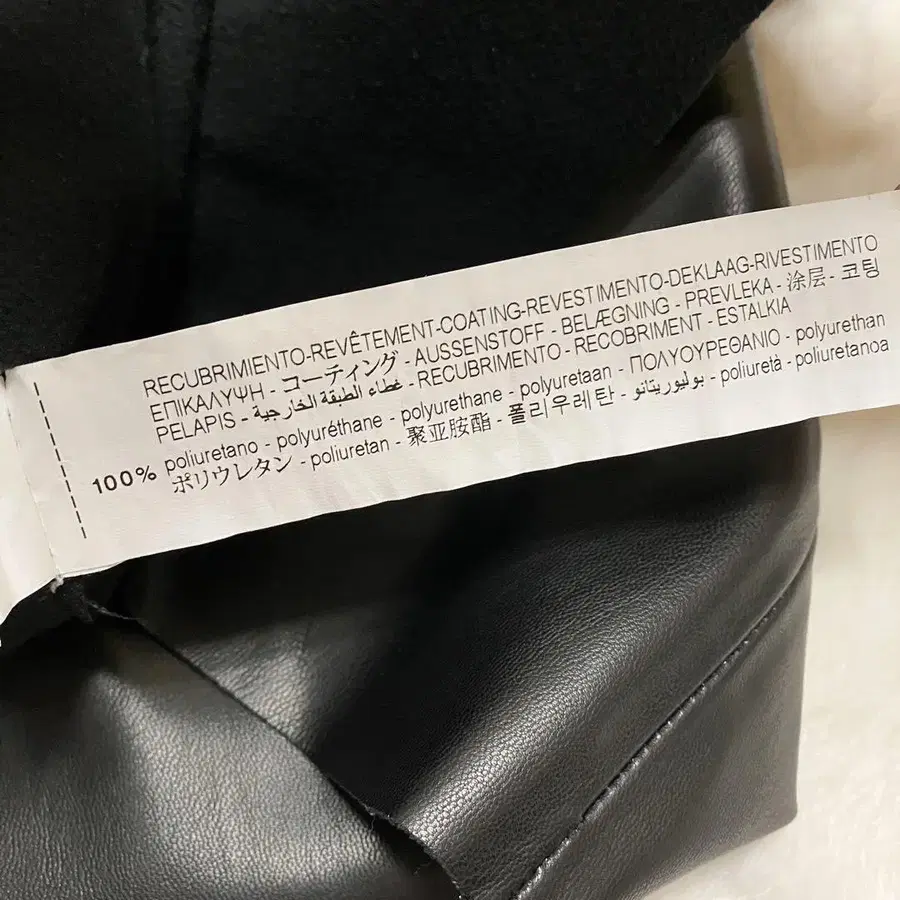 RECUBRIMIENTO-REVÊTEMENT-COATING-REVESTIMENTO-DEKLAAG-RIVESTIMENTO
ΕΠΙΚΑΛΥΨΗ - コーティング - AUSSENSTOFF - BELÆGNING - PREVLEKA - 涂层 - 코팅
PELAPIS - غطاء الطبقة الخارجية - RECUBRIMENTO - RECOBRIMENT - ESTALKIA
100% poliuretano - polyuréthane - polyurethane - polyuretaan - ΠΟΛΥΟΥΡΕΘΑΝΙΟ - polyurethan
ポリウレタン - poliuretan - 聚亚胺酯 - 폴리우레탄 - بوليوريتانو - poliuretà - poliuretanoa